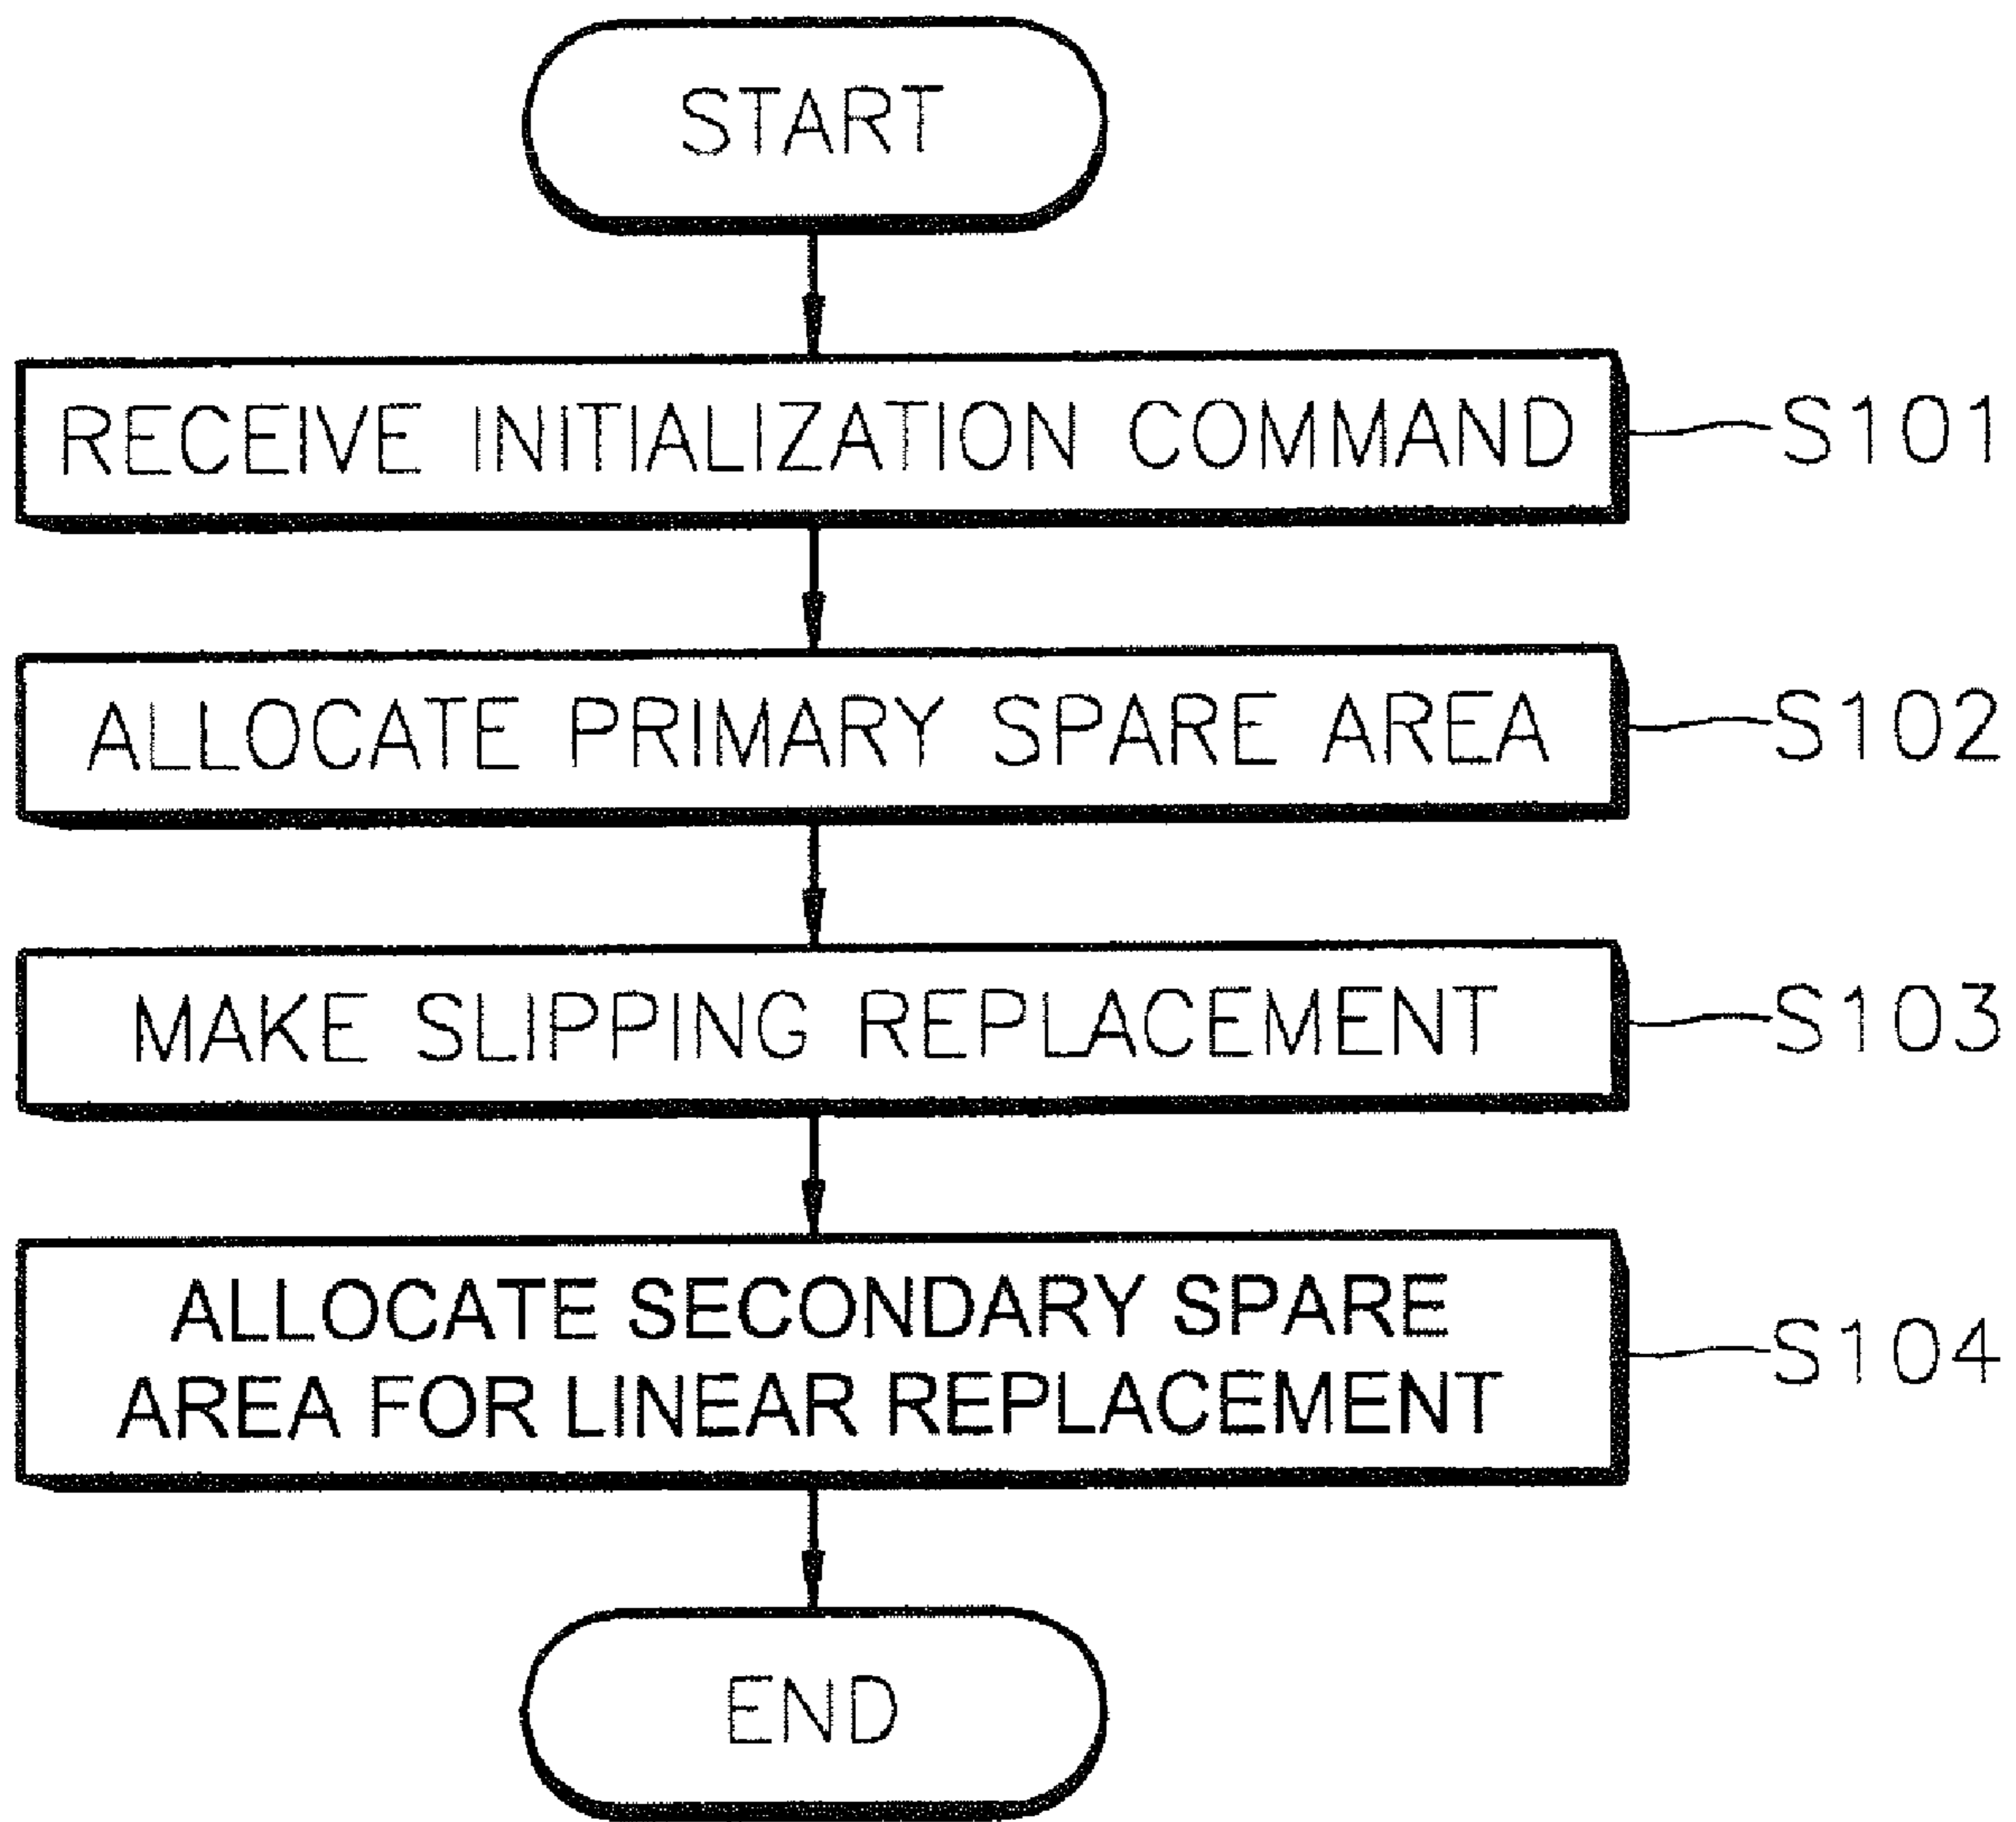 START
RECEIVE INITIALIZATION COMMAND S101
ALLOCATE PRIMARY SPARE AREA S102
MAKE SLIPPING REPLACEMENT S103
ALLOCATE SECONDARY SPARE
AREA FOR LINEAR REPLACEMENT
S104
END